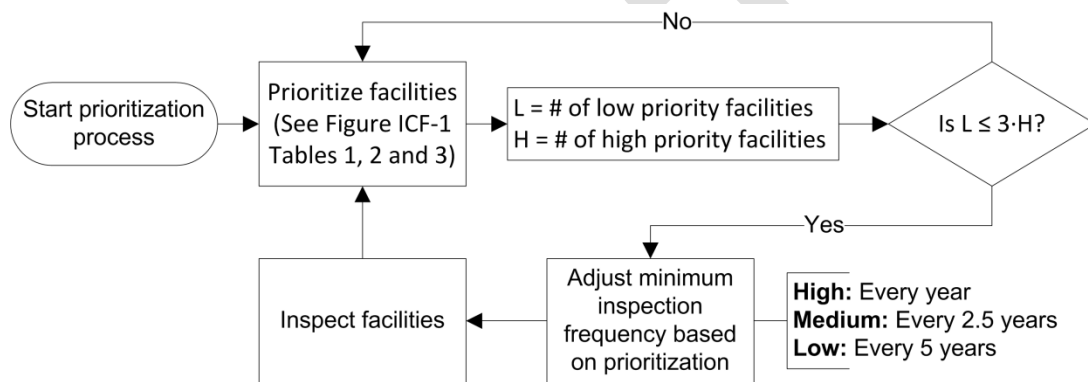 No
Start prioritization
process
Prioritize facilities
(See Figure ICF-1
Tables 1, 2 and 3)
L = # of low priority facilities
H = # of high priority facilities
Is L ≤ 3·H?
Yes
Inspect facilities
Adjust minimum
inspection
frequency based
on prioritization
High: Every year
Medium: Every 2.5 years
Low: Every 5 years